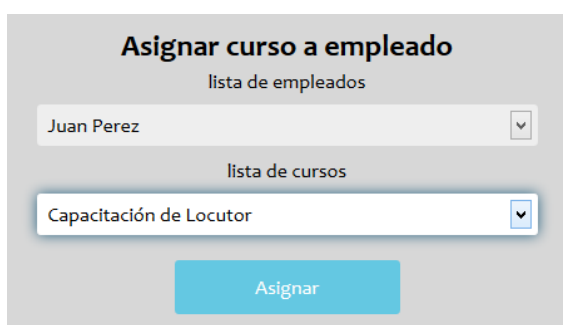 Asignar curso a empleado
lista de empleados
Juan Perez
lista de cursos
Capacitación de Locutor
Asignar